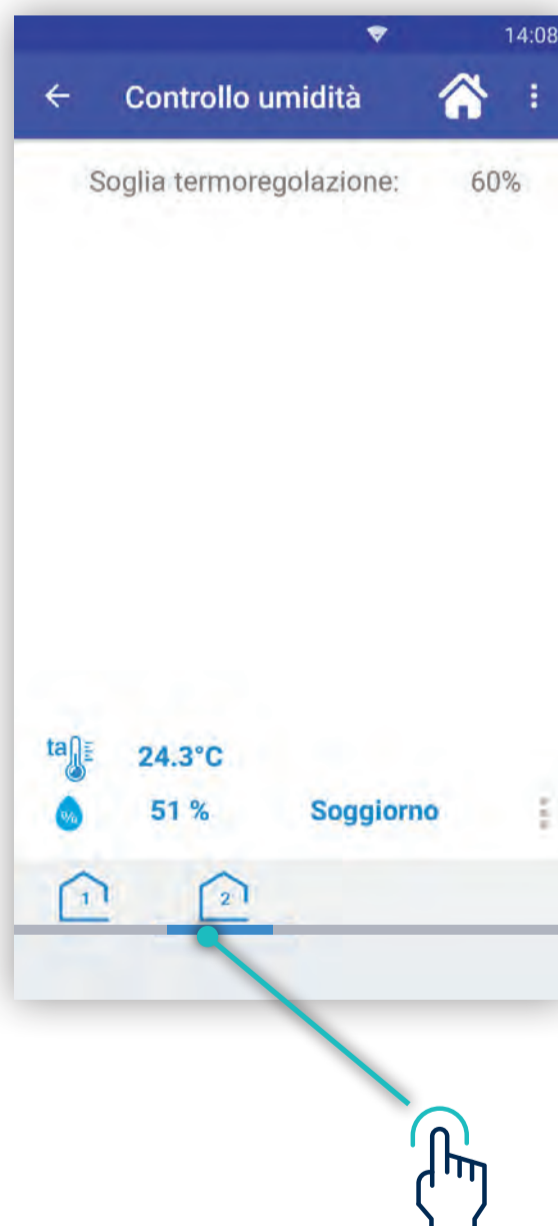 14:08
Controllo umidità
Soglia termoregolazione: 60%
ta 24.3°C
% 51 % Soggiorno
1 2